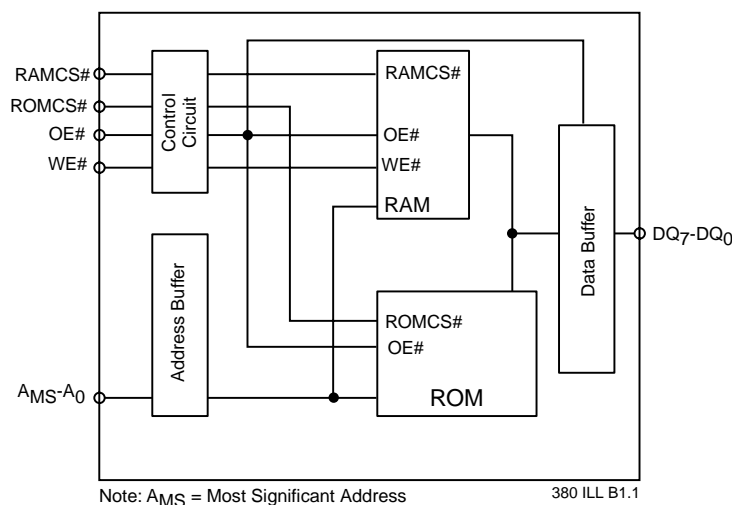 RAMCS#
ROMCS#
OE#
WE#
Control
Circuit
RAMCS#
OE#
WE#
RAM
Address Buffer
AMS-A0
ROMCS#
OE#
ROM
Data Buffer
DQ7-DQ0
Note: AMS = Most Significant Address
380 ILL B1.1